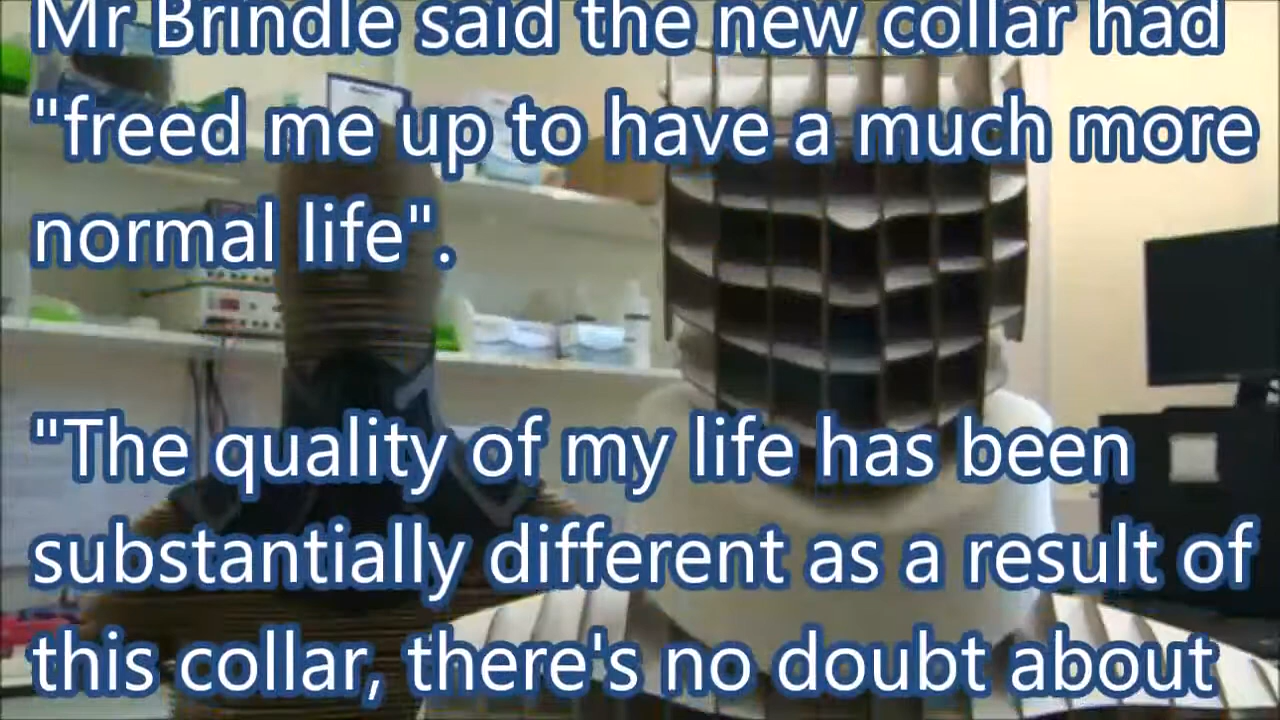 Mr Brindle said the new collar had
"freed me up to have a much more
normal life".
"The quality of my life has been
substantially different as a result of
this collar, there's no doubt about